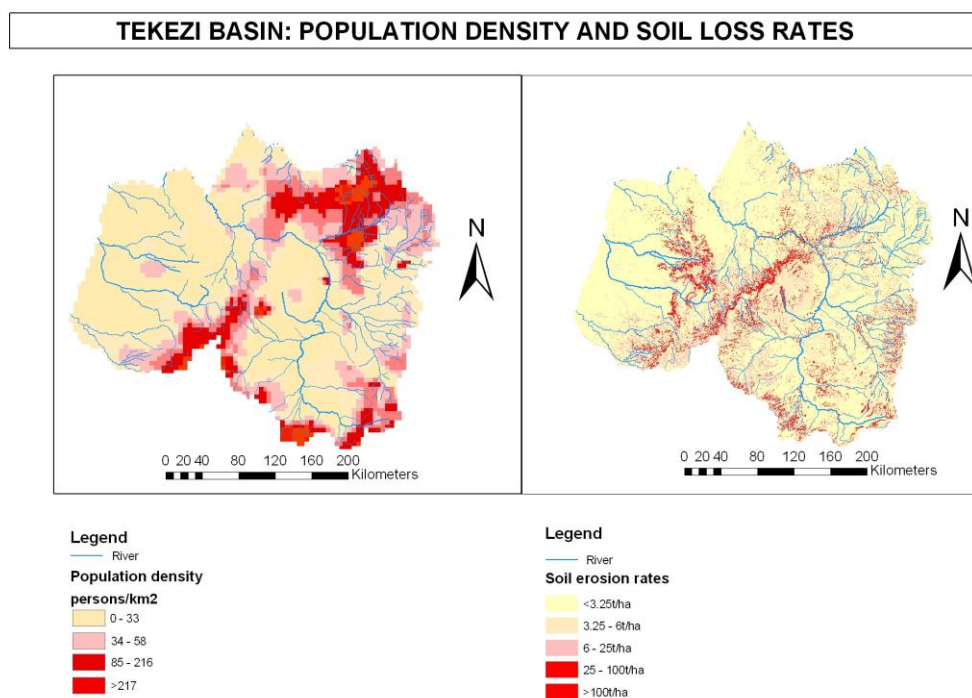 TEKEZI BASIN: POPULATION DENSITY AND SOIL LOSS RATES
N
0 20 40 80 120 160 200
Kilometers
N
0 20 40 80 120 160 200
Kilometers
Legend
River
Population density
persons/km2
0 - 33
34 - 58
85 - 216
>217
Legend
River
Soil erosion rates
<3.25t/ha
3.25 - 6t/ha
6 - 25t/ha
25 - 100t/ha
>100t/ha